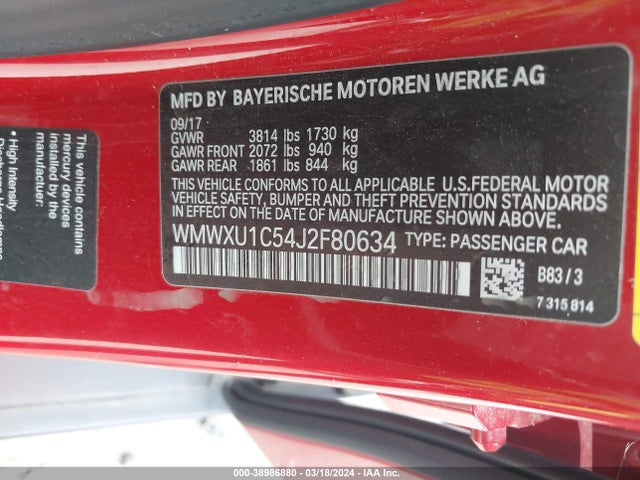 MFD BY BAYERISCHE MOTOREN WERKE AG
09/17
GVWR 3814 lbs 1730 kg
GAWR FRONT 2072 lbs 940 kg
GAWR REAR 1861 lbs 844 kg
THIS VEHICLE CONFORMS TO ALL APPLICABLE U.S.FEDERAL MOTOR
VEHICLE SAFETY, BUMPER, AND THEFT PREVENTION STANDARDS
IN EFFECT ON THE DATE OF MANUFACTURE SHOWN ABOVE.
WMWXU1C54J2F80634 TYPE: PASSENGER CAR
B83/3
7 315 814
This vehicle contains
mercury devices
installed by the
manufacturer:
• High Intensity
Discharge Headlamps
000-38986880 - 03/18/2024 - IAA Inc.